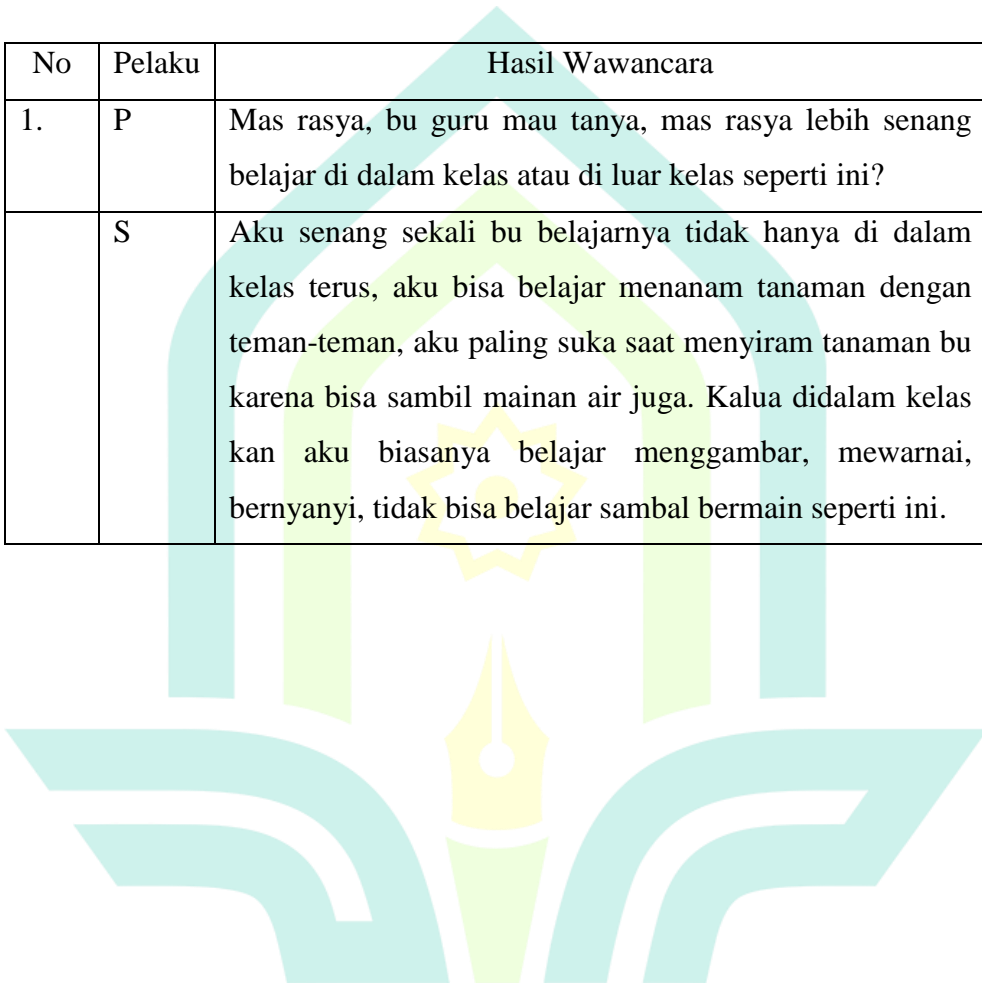 No Pelaku Hasil Wawancara
1. P Mas rasya, bu guru mau tanya, mas rasya lebih senang
belajar di dalam kelas atau di luar kelas seperti ini?
S Aku senang sekali bu belajarnya tidak hanya di dalam
kelas terus, aku bisa belajar menanam tanaman dengan
teman-teman, aku paling suka saat menyiram tanaman bu
karena bisa sambil mainan air juga. Kalua didalam kelas
kan aku biasanya belajar menggambar, mewarnai,
bernyanyi, tidak bisa belajar sambal bermain seperti ini.